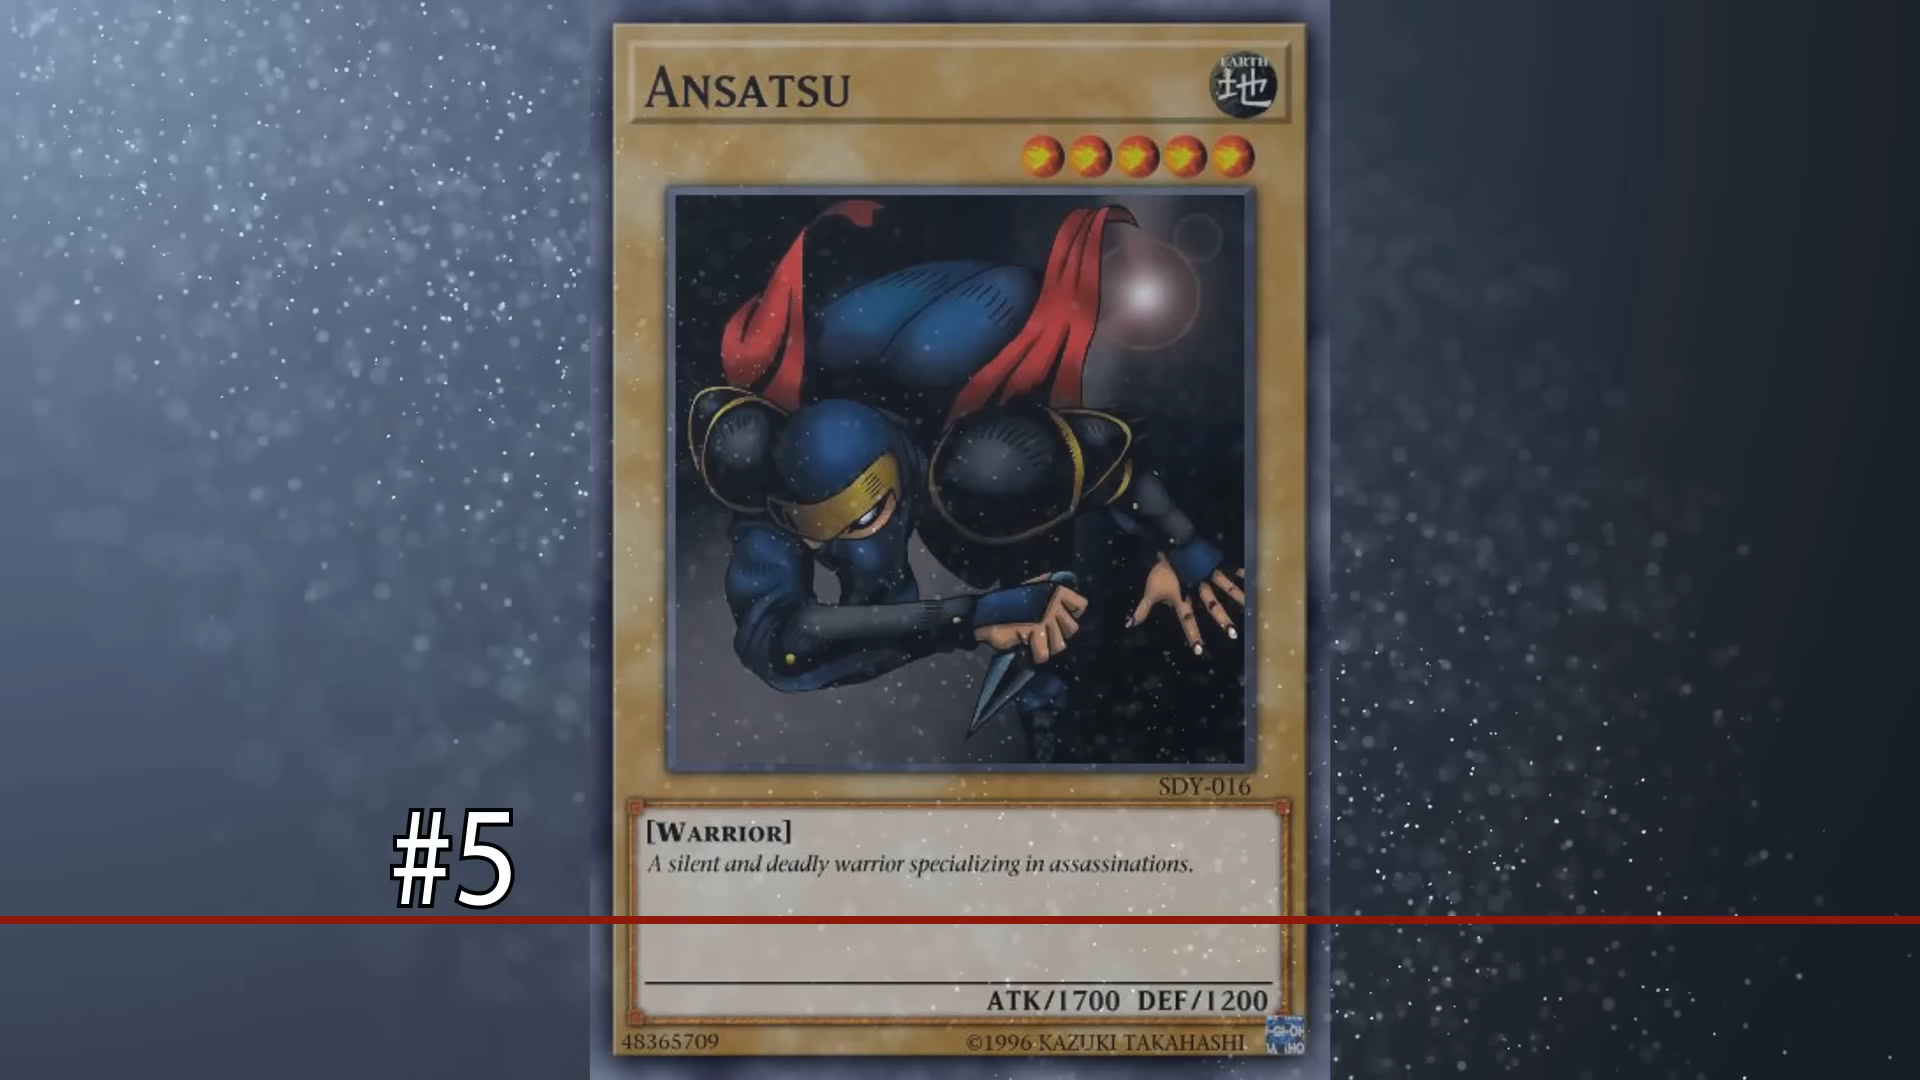 ANSATSU
EARTH
地
SDY-016
[WARRIOR]
A silent and deadly warrior specializing in assassinations.
#5
ATK/1700 DEF/1200
48365709
©1996 KAZUKI TAKAHASHI